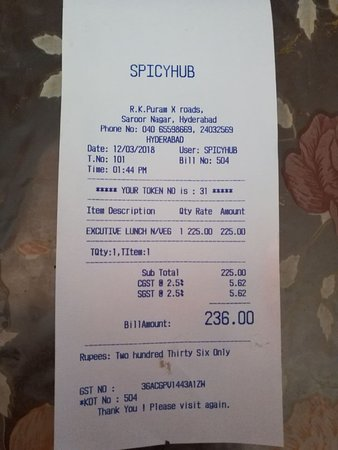 SPICYHUB
R.K.Puram X roads,
Saroor Nagar, Hyderabad
Phone No: 040 65598669, 24032569
HYDERABAD
Date: 12/03/2018 User: SPICYHUB
T.No: 101 Bill No: 504
Time: 01:44 PM
***** YOUR TOKEN NO is : 31 *****
Item Description Qty Rate Amount
EXCUTIVE LUNCH N/VEG 1 225.00 225.00
TQty:1,TItem:1
Sub Total 225.00
CGST @ 2.5% 5.62
SGST @ 2.5% 5.62
BillAmount: 236.00
Rupees: Two hundred Thirty Six Only
GST NO : 36ACGPV1443A1ZW
*KOT No : 504
Thank You ! Please visit again.